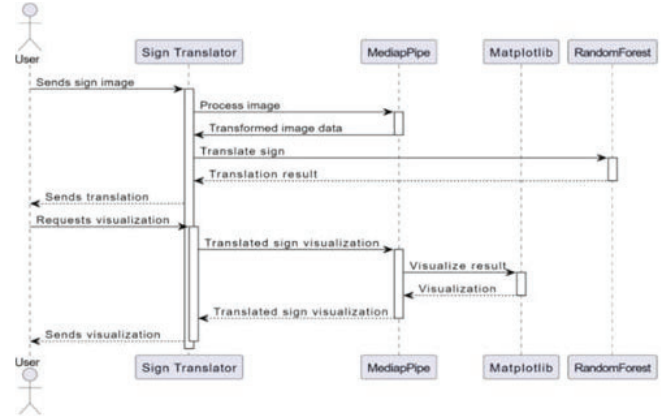 User
Sign Translator
MediapPipe
Matplotlib
RandomForest
Sends sign image
Process image
Transformed image data
Translate sign
Translation result
Sends translation
Requests visualization
Translated sign visualization
Visualize result
Visualization
Translated sign visualization
Sends visualization
User
Sign Translator
MediapPipe
Matplotlib
RandomForest